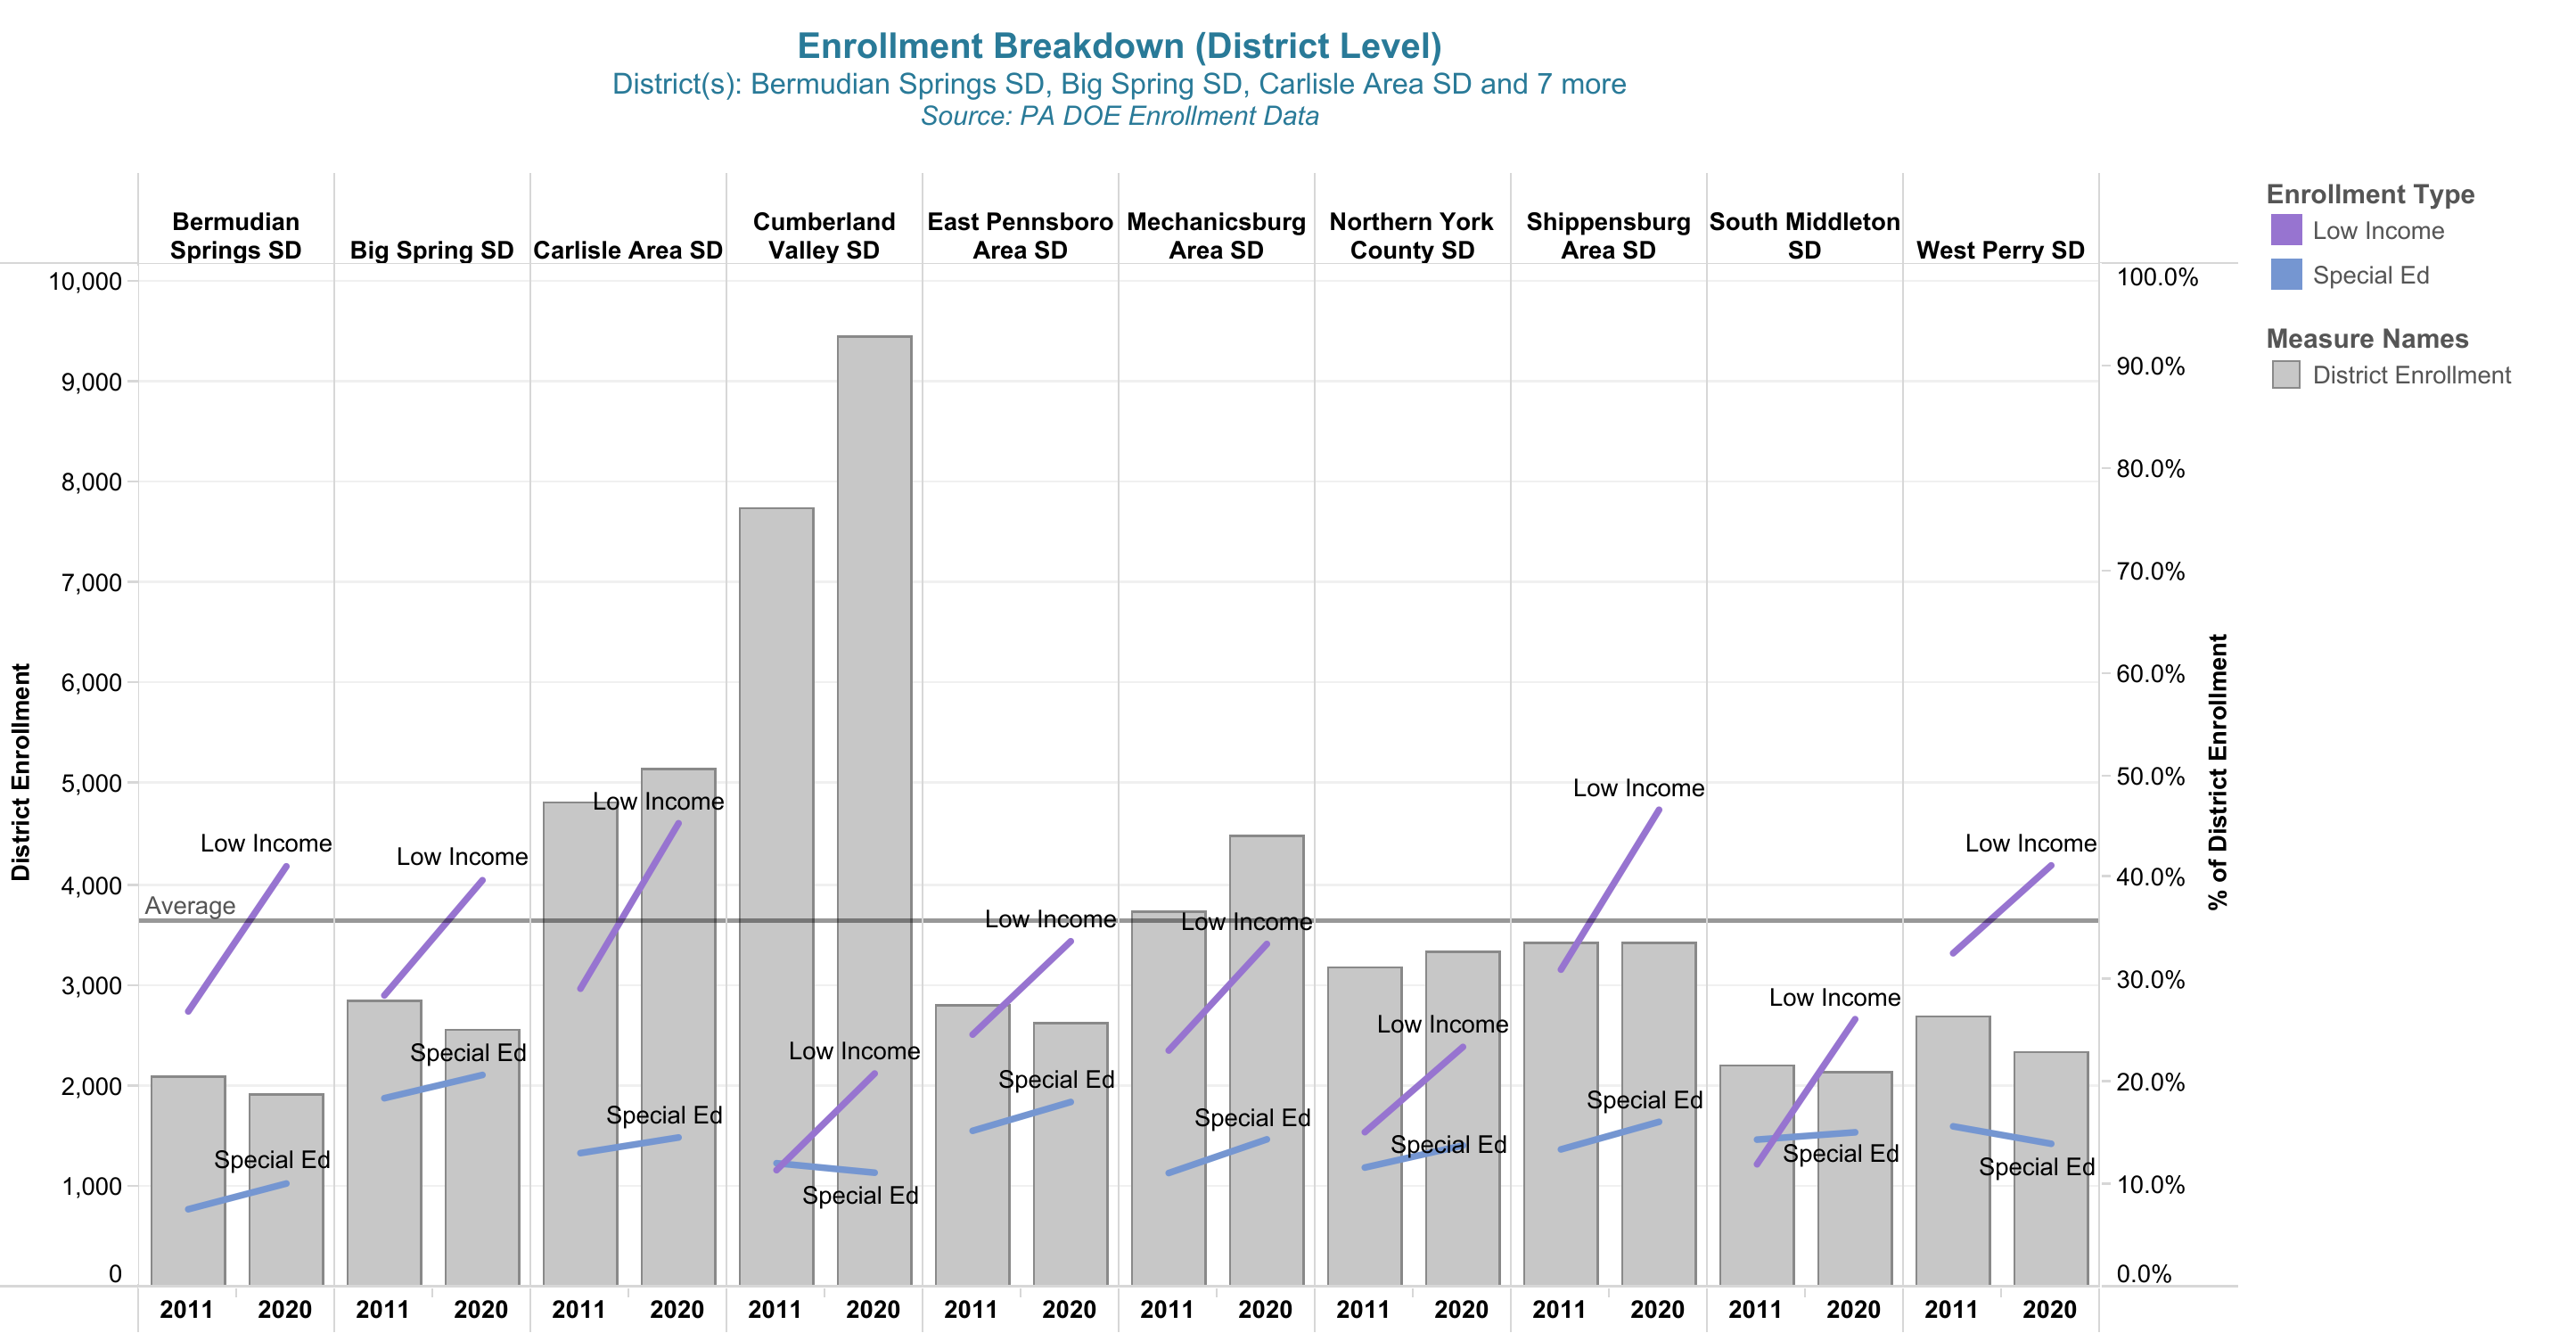 Enrollment Breakdown (District Level)
District(s): Bermudian Springs SD, Big Spring SD, Carlisle Area SD and 7 more
Source: PA DOE Enrollment Data
Bermudian
Springs SD
Big Spring SD
Carlisle Area SD
Cumberland
Valley SD
East Pennsboro
Area SD
Mechanicsburg
Area SD
Northern York
County SD
Shippensburg
Area SD
South Middleton
SD
West Perry SD
Enrollment Type
Low Income
Special Ed
Measure Names
District Enrollment
District Enrollment
10,000
9,000
8,000
7,000
6,000
5,000
4,000
3,000
2,000
1,000
0
Average
Low Income
Special Ed
Low Income
Special Ed
Low Income
Special Ed
Low Income
Special Ed
Low Income
Special Ed
Low Income
Special Ed
Low Income
Special Ed
Low Income
Special Ed
Low Income
Special Ed
Low Income
Special Ed
100.0%
90.0%
80.0%
70.0%
60.0%
50.0%
40.0%
30.0%
20.0%
10.0%
0.0%
% of District Enrollment
2011 2020 2011 2020 2011 2020 2011 2020 2011 2020 2011 2020 2011 2020 2011 2020 2011 2020 2011 2020